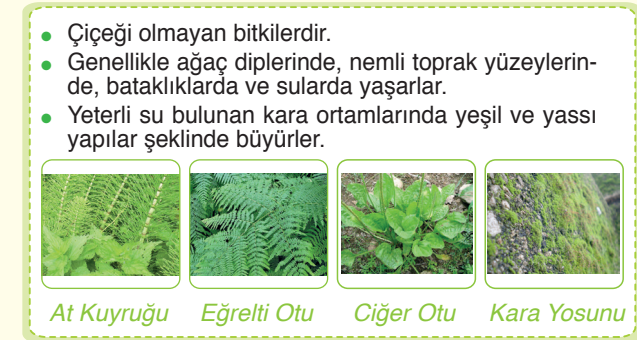 • Çiçeği olmayan bitkilerdir.
• Genellikle ağaç diplerinde, nemli toprak yüzeylerin-
de, bataklıklarda ve sularda yaşarlar.
• Yeterli su bulunan kara ortamlarında yeşil ve yassı
yapılar şeklinde büyürler.
At Kuyruğu Eğrelti Otu Ciğer Otu Kara Yosunu